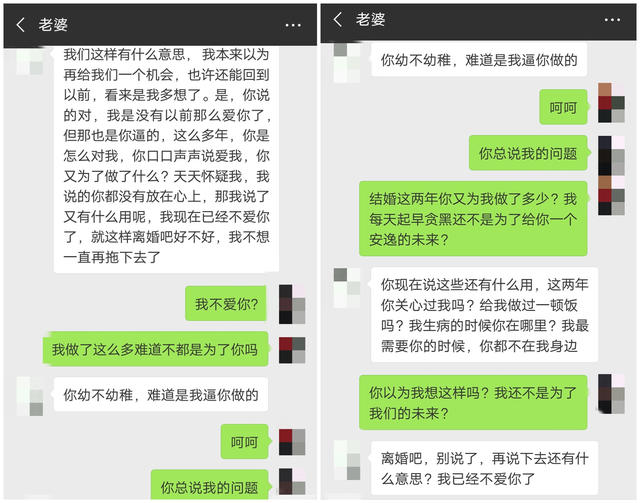 老婆
我们这样有什么意思，我本来以为
再给我们一个机会，也许还能回到
以前，看来是我多想了。是，你说
的对，我是没有以前那么爱你了，
但那也是你逼的，这么多年，你是
怎么对我，你口口声声说爱我，你
又为了做了什么？天天怀疑我，我
说的你都没有放在心上，那我说了
又有什么用呢，我现在已经不爱你
了，就这样离婚吧好不好，我不想
一直再拖下去了
我不爱你？
我做了这么多难道不都是为了你吗
你幼不幼稚，难道是我逼你做的
呵呵
你总说我的问题
老婆
你幼不幼稚，难道是我逼你做的
呵呵
你总说我的问题
结婚这两年你又为我做了多少？我
每天起早贪黑还不是为了给你一个
安逸的未来？
你现在说这些还有什么用，这两年
你关心过我吗？给我做过一顿饭
吗？我生病的时候你在哪里？我最
需要你的时候，你都不在我身边
你以为我想这样吗？我还不是为了
我们的未来？
离婚吧，别说了，再说下去还有什
么意思？我已经不爱你了